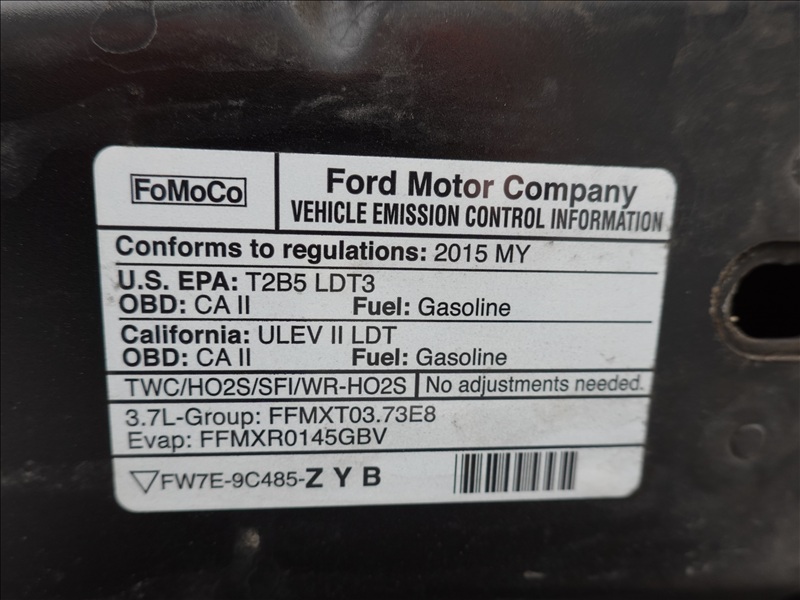 FoMoCo
Ford Motor Company
VEHICLE EMISSION CONTROL INFORMATION
Conforms to regulations: 2015 MY
U.S. EPA: T2B5 LDT3
OBD: CA II Fuel: Gasoline
California: ULEV II LDT
OBD: CA II Fuel: Gasoline
TWC/HO2S/SFI/WR-HO2S No adjustments needed.
3.7L-Group: FFMXT03.73E8
Evap: FFMXR0145GBV
▽FW7E-9C485-Z Y B